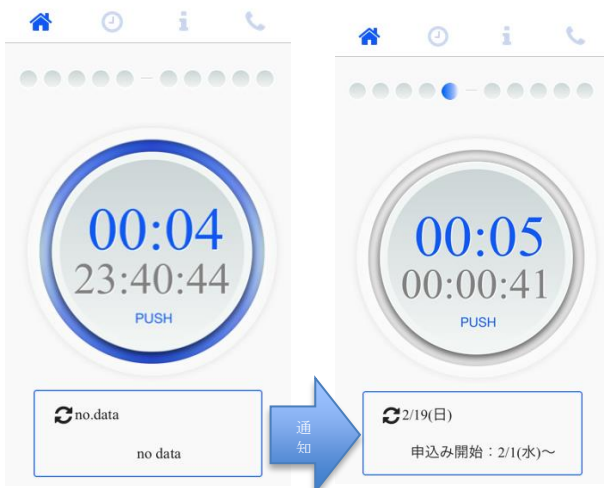 00:04
23:40:44
PUSH
no.data
no data
通
知
00:05
00:00:41
PUSH
2/19(日)
申込み開始：2/1(水)～